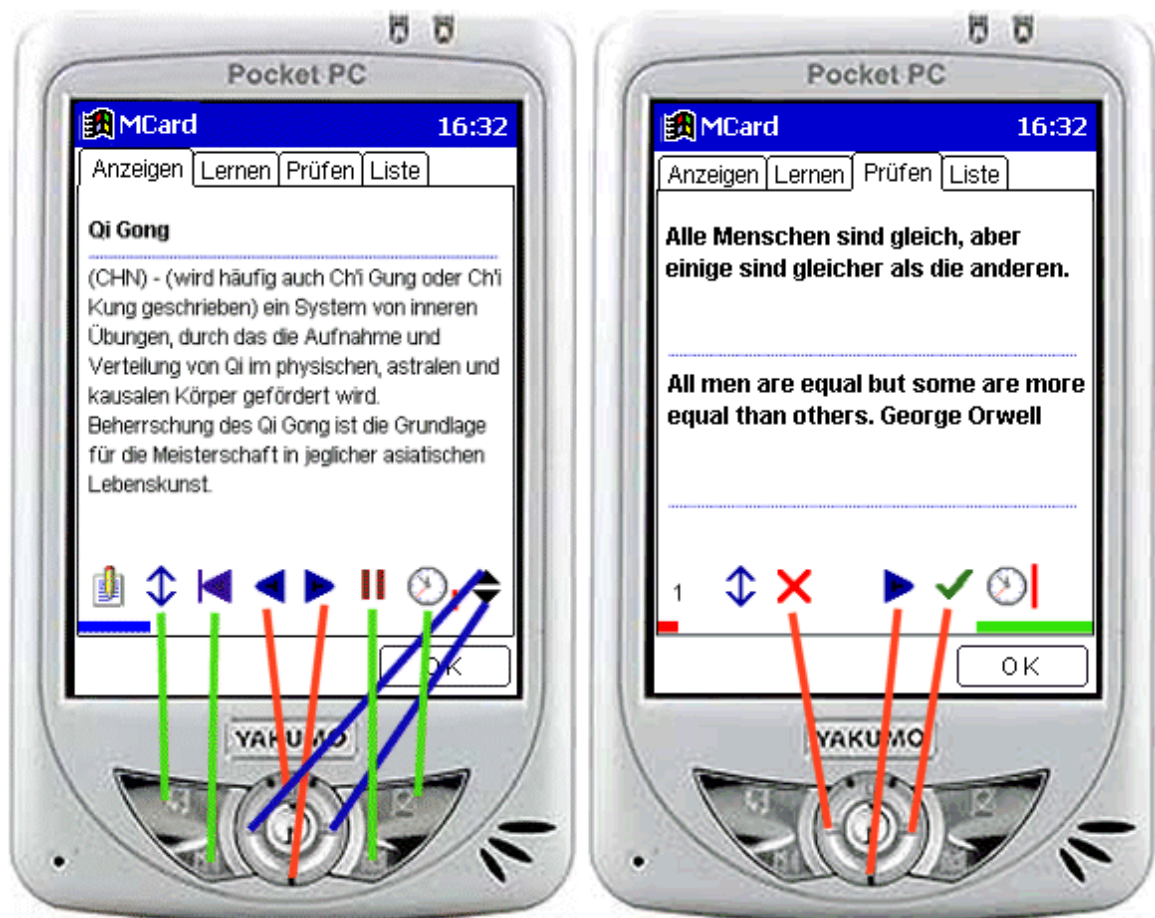 Pocket PC
MCard 16:32
Anzeigen Lernen Prüfen Liste
Qi Gong
(CHN) - (wird häufig auch Ch'i Gung oder Ch'i
Kung geschrieben) ein System von inneren
Übungen, durch das die Aufnahme und
Verteilung von Qi im physischen, astralen und
kausalen Körper gefördert wird.
Beherrschung des Qi Gong ist die Grundlage
für die Meisterschaft in jeglicher asiatischen
Lebenskunst.
OK
YAKUMO
Pocket PC
MCard 16:32
Anzeigen Lernen Prüfen Liste
Alle Menschen sind gleich, aber
einige sind gleicher als die anderen.
All men are equal but some are more
equal than others. George Orwell
1
OK
YAKUMO